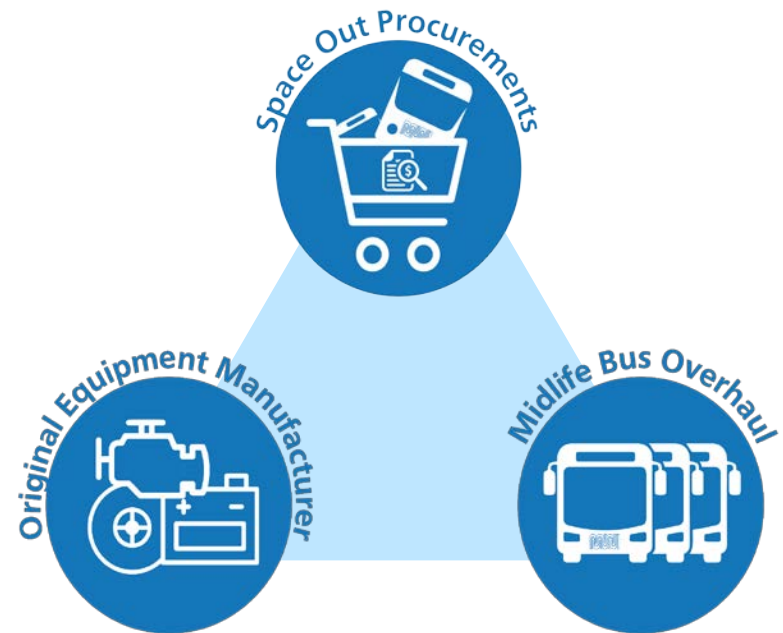 Space Out Procurements
$
Original Equipment Manufacturer
Midlife Bus Overhaul
+
-